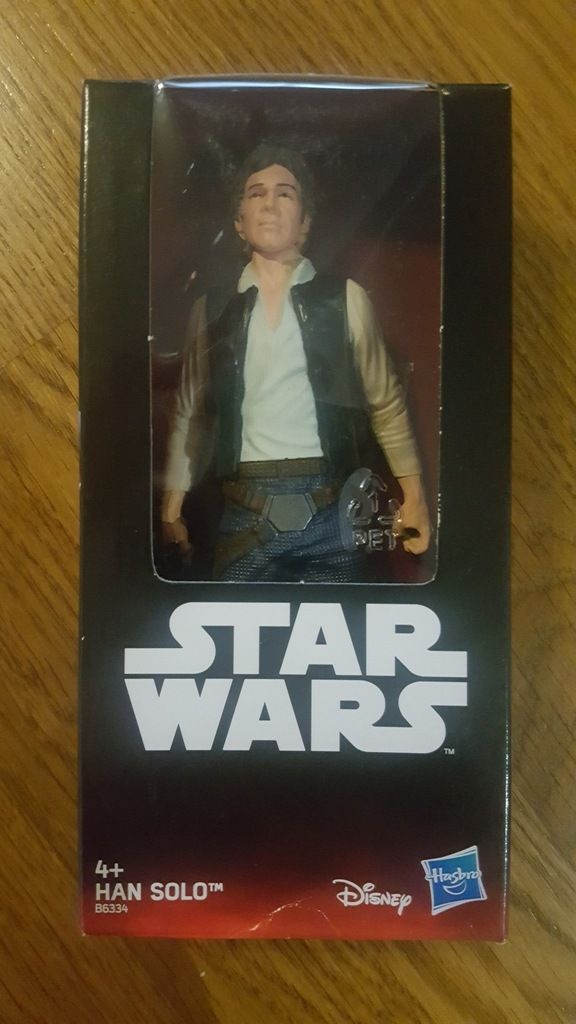 PET
STAR
WARS
TM
4+
HAN SOLO™
B6334
Disney
Hasbro